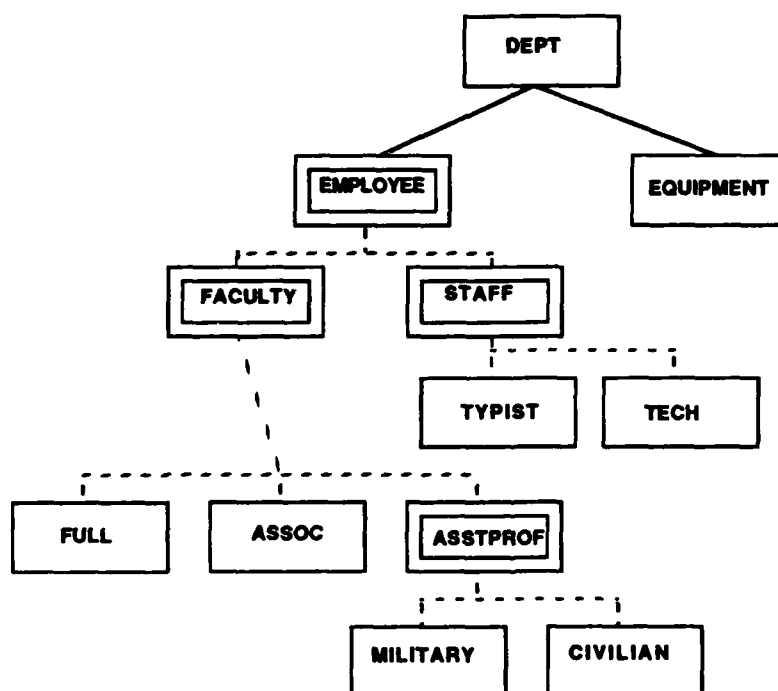 DEPT
EMPLOYEE
EQUIPMENT
FACULTY
STAFF
TYPIST
TECH
FULL
ASSOC
ASSTPROF
MILITARY
CIVILIAN